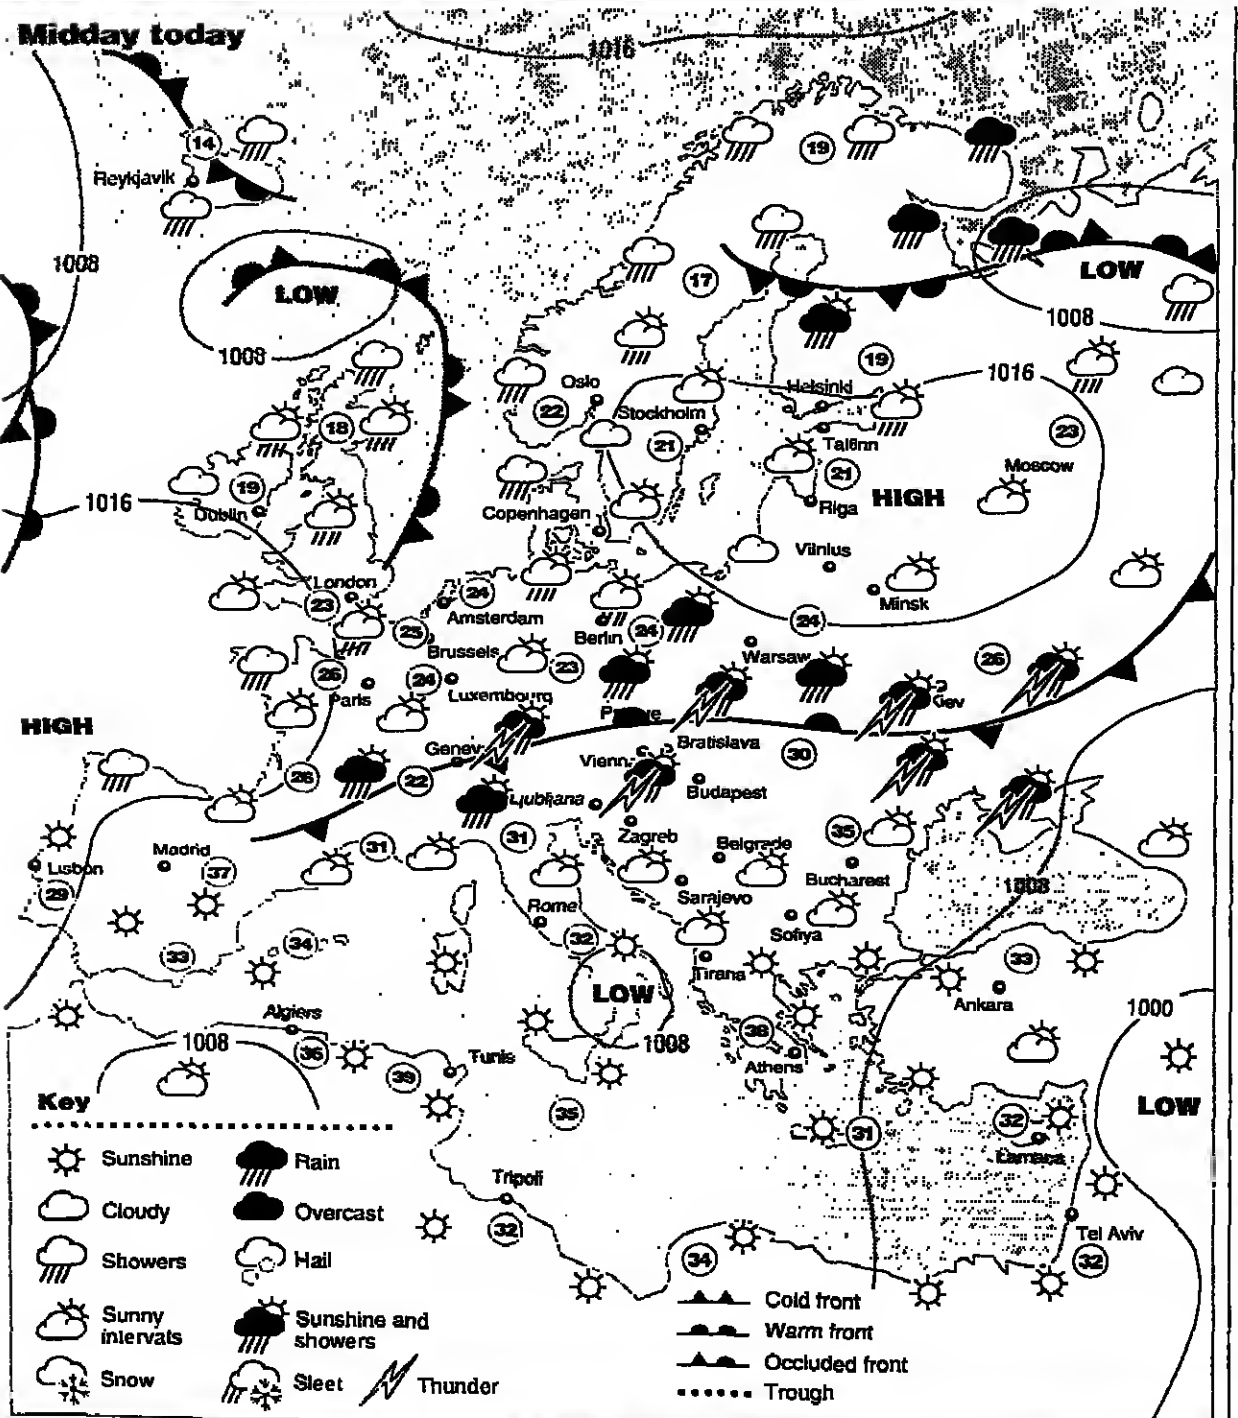 Midday today
1016
14
19
Reykjavik
1008
LOW
17
LOW
1008
1008
19
1016
Oslo
Helsinki
22
Stockholm
18
21
23
Tallinn
21
Moscow
19
HIGH
1016
Dublin
Riga
Copenhagen
Vilnius
London
24
Minsk
23
Amsterdam
24
25
Berlin
24
Brussels
Warsaw
23
26
26
24
Luxembourg
Paris
HIGH
Bratislava
Genev
30
Vienn
26
22
Budapest
Ljubljana
31
Zagreb
35
31
Belgrade
Madrid
Lisbon
37
Bucharest
29
1008
Sarajevo
Rome
Sofiya
34
32
33
33
Tirana
LOW
Ankara
1000
Algiers
38
1008
1008
36
Tunis
Athens
39
Key
LOW
35
32
31
Sunshine
Rain
Larnaca
Tripoli
Cloudy
Overcast
32
Tel Aviv
Showers
Hail
34
32
Cold front
Sunny
intervals
Sunshine and
showers
Warm front
Occluded front
Snow
Sleet
Thunder
Trough